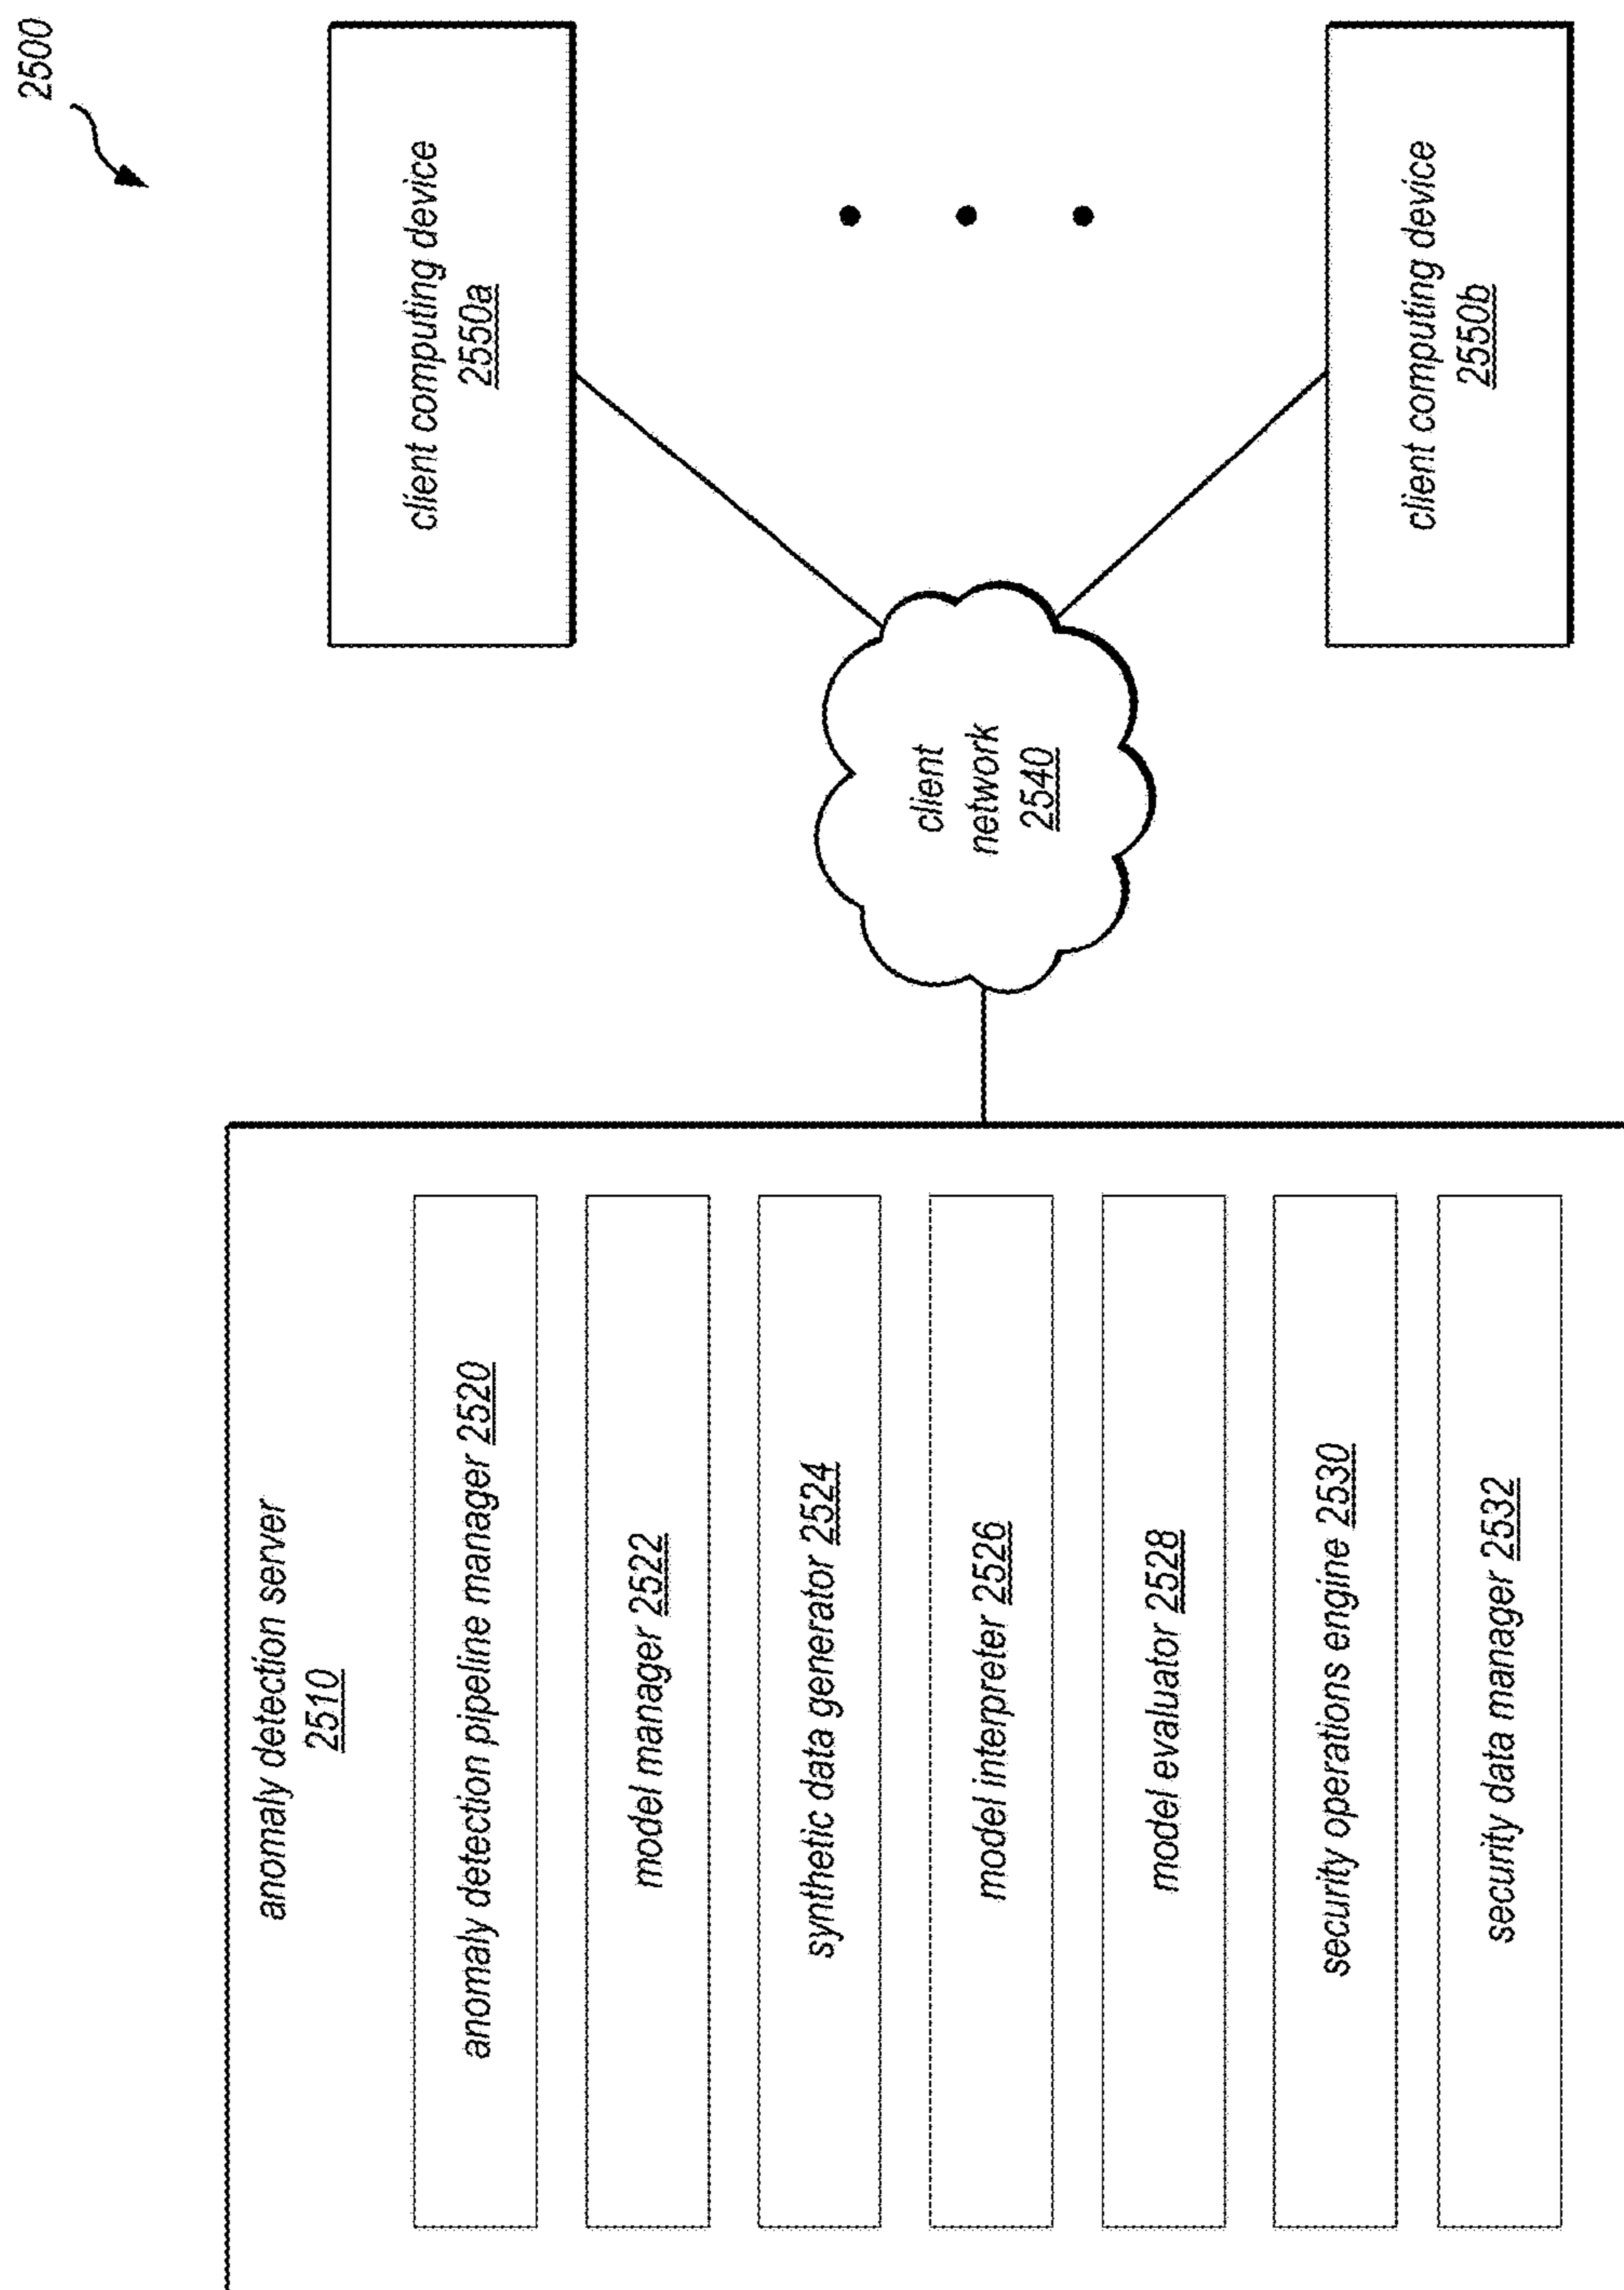 2500
anomaly detection server
2510
anomaly detection pipeline manager 2520
model manager 2522
synthetic data generator 2524
model interpreter 2526
model evaluator 2528
security operations engine 2530
security data manager 2532
client
network
2540
client computing device
2550a
client computing device
2550b